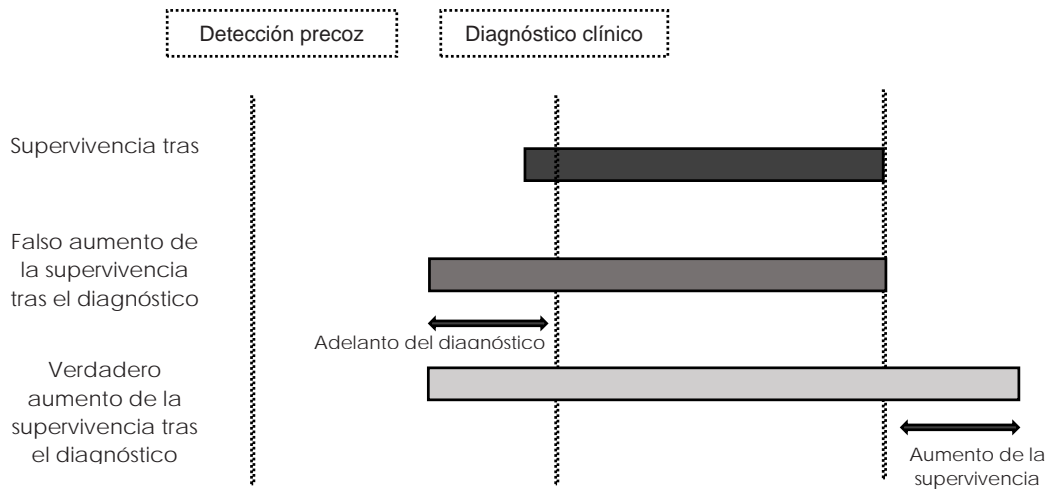 Detección precoz
Diagnóstico clínico
Supervivencia tras
Falso aumento de
la supervivencia
tras el diagnóstico
Adelanto del diagnóstico
Verdadero
aumento de la
supervivencia tras
el diagnóstico
Aumento de la
supervivencia